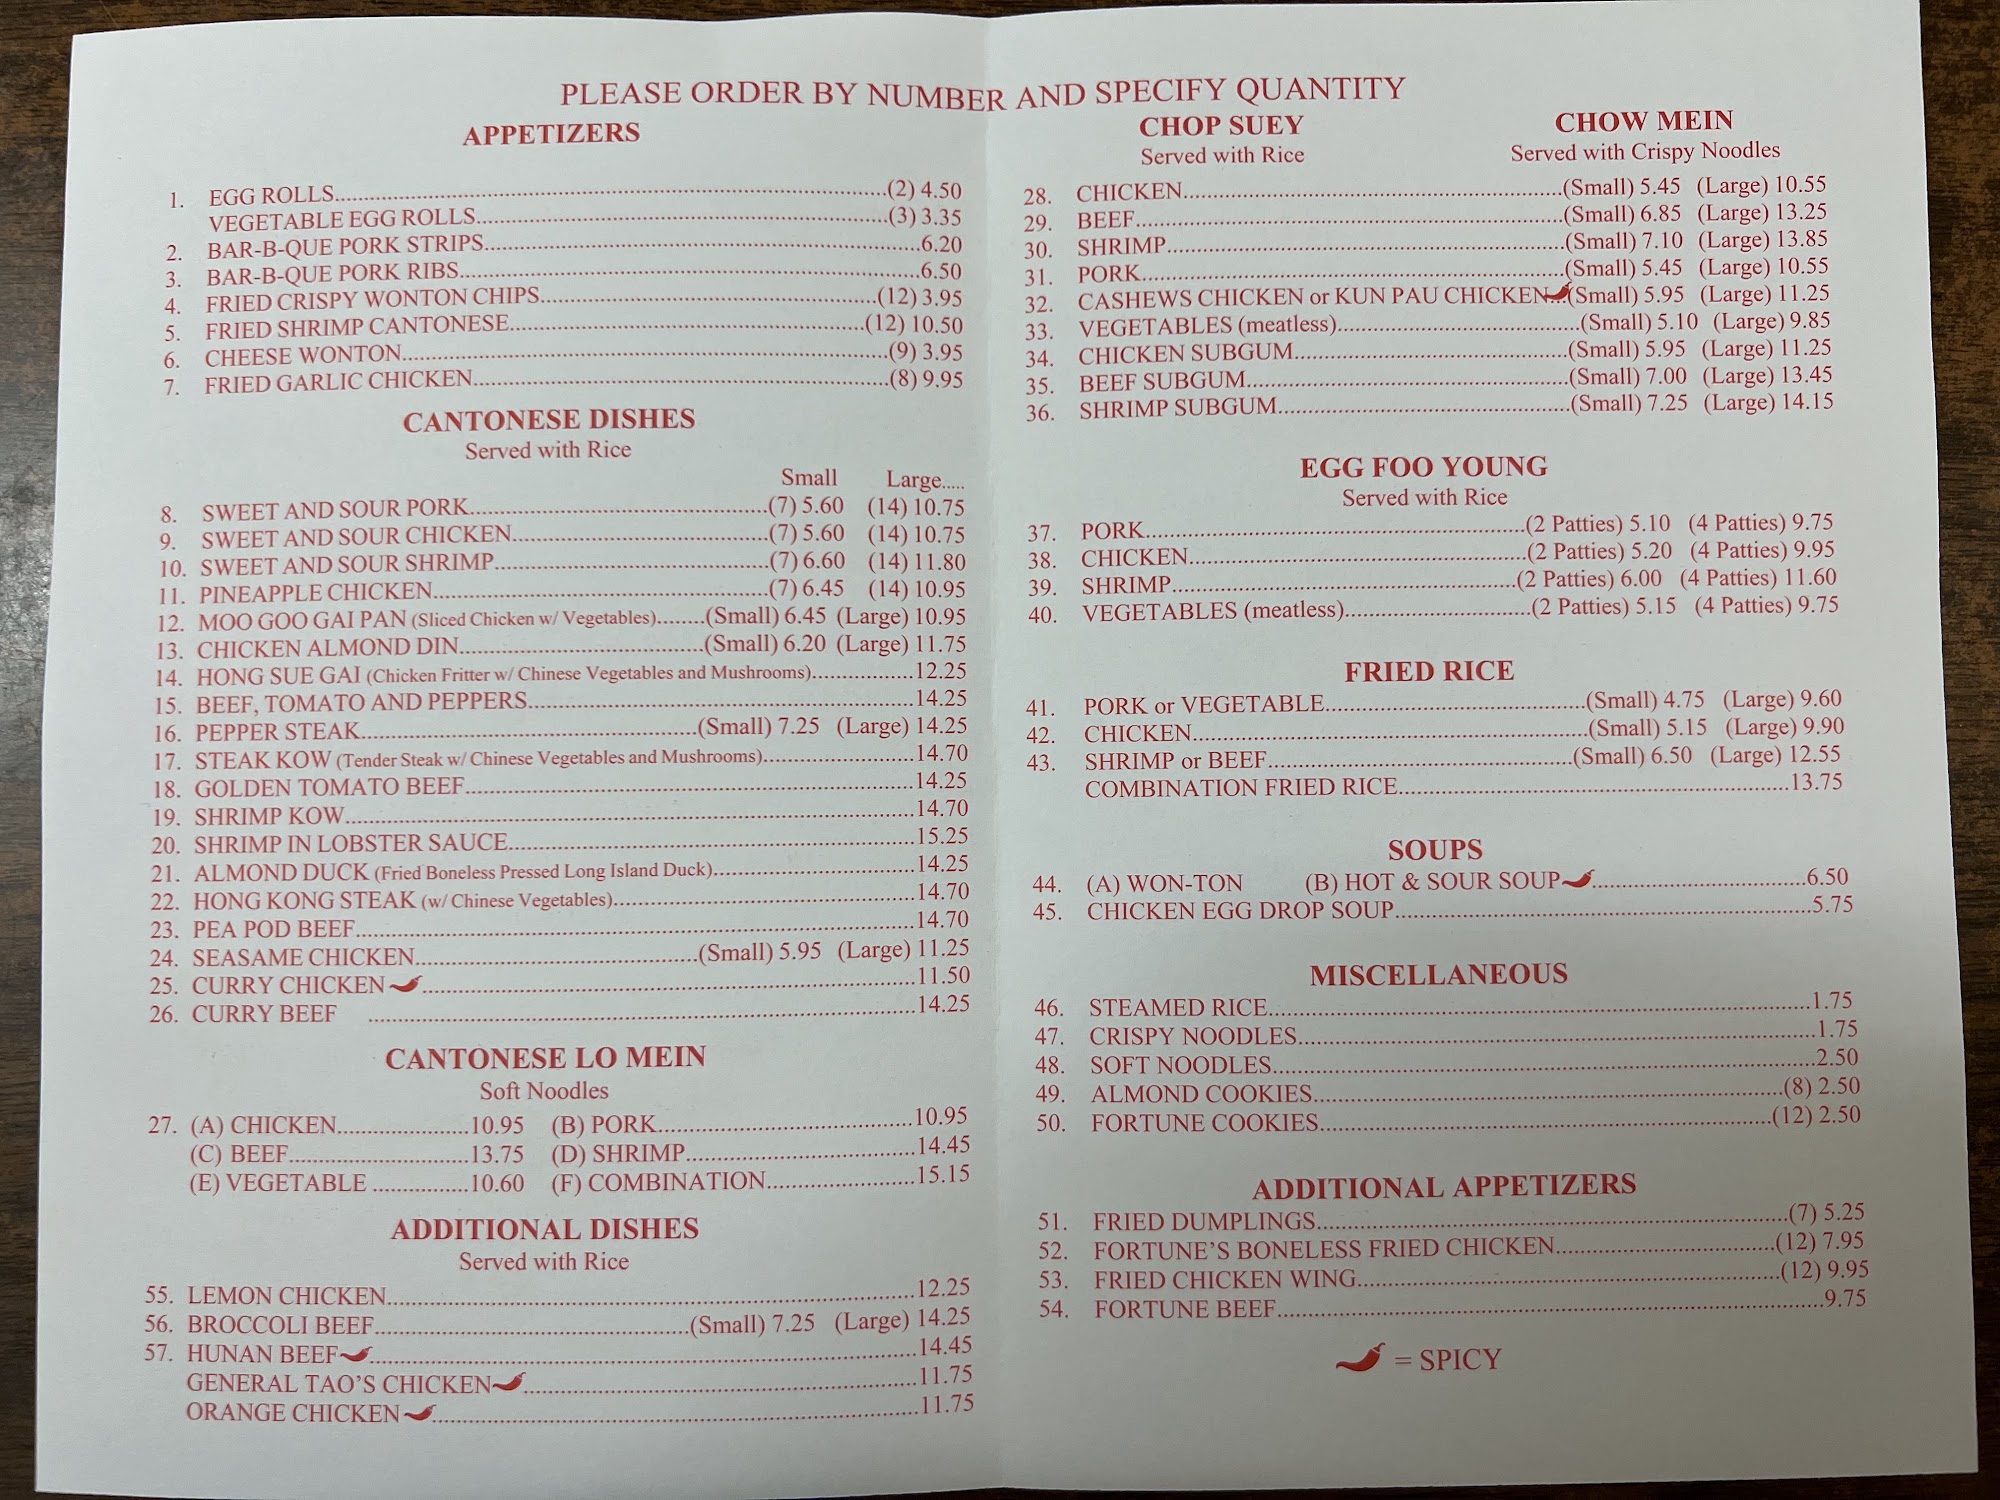 PLEASE ORDER BY NUMBER AND SPECIFY QUANTITY
APPETIZERS
1. EGG ROLLS (2) 4.50
VEGETABLE EGG ROLLS (3) 3.35
2. BAR-B-QUE PORK STRIPS 6.20
3. BAR-B-QUE PORK RIBS 6.50
4. FRIED CRISPY WONTON CHIPS (12) 3.95
5. FRIED SHRIMP CANTONESE (12) 10.50
6. CHEESE WONTON (9) 3.95
7. FRIED GARLIC CHICKEN (8) 9.95
CANTONESE DISHES
Served with Rice
Small Large.....
8. SWEET AND SOUR PORK (7) 5.60 (14) 10.75
9. SWEET AND SOUR CHICKEN (7) 5.60 (14) 10.75
10. SWEET AND SOUR SHRIMP (7) 6.60 (14) 11.80
11. PINEAPPLE CHICKEN (7) 6.45 (14) 10.95
12. MOO GOO GAI PAN (Sliced Chicken w/ Vegetables) (Small) 6.45 (Large) 10.95
13. CHICKEN ALMOND DIN (Small) 6.20 (Large) 11.75
14. HONG SUE GAI (Chicken Fritter w/ Chinese Vegetables and Mushrooms) 12.25
15. BEEF, TOMATO AND PEPPERS 14.25
16. PEPPER STEAK (Small) 7.25 (Large) 14.25
17. STEAK KOW (Tender Steak w/ Chinese Vegetables and Mushrooms) 14.70
18. GOLDEN TOMATO BEEF 14.25
19. SHRIMP KOW 14.70
20. SHRIMP IN LOBSTER SAUCE 15.25
21. ALMOND DUCK (Fried Boneless Pressed Long Island Duck) 14.25
22. HONG KONG STEAK (w/ Chinese Vegetables) 14.70
23. PEA POD BEEF 14.70
24. SEASAME CHICKEN (Small) 5.95 (Large) 11.25
25. CURRY CHICKEN 11.50
26. CURRY BEEF 14.25
CANTONESE LO MEIN
Soft Noodles
27. (A) CHICKEN 10.95 (B) PORK 10.95
(C) BEEF 13.75 (D) SHRIMP 14.45
(E) VEGETABLE 10.60 (F) COMBINATION 15.15
ADDITIONAL DISHES
Served with Rice
55. LEMON CHICKEN 12.25
56. BROCCOLI BEEF (Small) 7.25 (Large) 14.25
57. HUNAN BEEF 14.45
GENERAL TAO'S CHICKEN 11.75
ORANGE CHICKEN 11.75
CHOP SUEY CHOW MEIN
Served with Rice Served with Crispy Noodles
28. CHICKEN (Small) 5.45 (Large) 10.55
29. BEEF (Small) 6.85 (Large) 13.25
30. SHRIMP (Small) 7.10 (Large) 13.85
31. PORK (Small) 5.45 (Large) 10.55
32. CASHEWS CHICKEN or KUN PAU CHICKEN (Small) 5.95 (Large) 11.25
33. VEGETABLES (meatless) (Small) 5.10 (Large) 9.85
34. CHICKEN SUBGUM (Small) 5.95 (Large) 11.25
35. BEEF SUBGUM (Small) 7.00 (Large) 13.45
36. SHRIMP SUBGUM (Small) 7.25 (Large) 14.15
EGG FOO YOUNG
Served with Rice
37. PORK (2 Patties) 5.10 (4 Patties) 9.75
38. CHICKEN (2 Patties) 5.20 (4 Patties) 9.95
39. SHRIMP (2 Patties) 6.00 (4 Patties) 11.60
40. VEGETABLES (meatless) (2 Patties) 5.15 (4 Patties) 9.75
FRIED RICE
41. PORK or VEGETABLE (Small) 4.75 (Large) 9.60
42. CHICKEN (Small) 5.15 (Large) 9.90
43. SHRIMP or BEEF (Small) 6.50 (Large) 12.55
COMBINATION FRIED RICE 13.75
SOUPS
44. (A) WON-TON (B) HOT & SOUR SOUP 6.50
45. CHICKEN EGG DROP SOUP 5.75
MISCELLANEOUS
46. STEAMED RICE 1.75
47. CRISPY NOODLES 1.75
48. SOFT NOODLES 2.50
49. ALMOND COOKIES (8) 2.50
50. FORTUNE COOKIES (12) 2.50
ADDITIONAL APPETIZERS
51. FRIED DUMPLINGS (7) 5.25
52. FORTUNE'S BONELESS FRIED CHICKEN (12) 7.95
53. FRIED CHICKEN WING (12) 9.95
54. FORTUNE BEEF 9.75
= SPICY